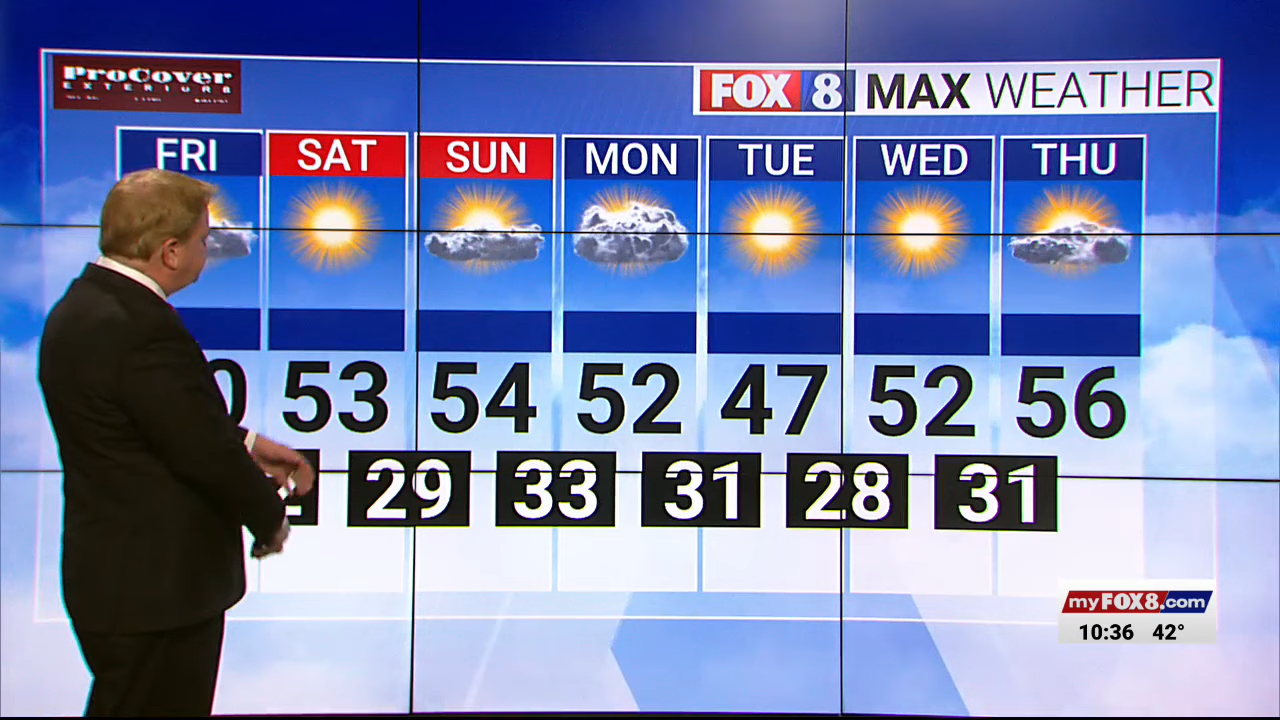 ProCover
EXTERIORS
FOX 8 MAX WEATHER
FRI SAT SUN MON TUE WED THU
0 53 54 52 47 52 56
29 33 31 28 31
myFOX8.com
10:36 42°